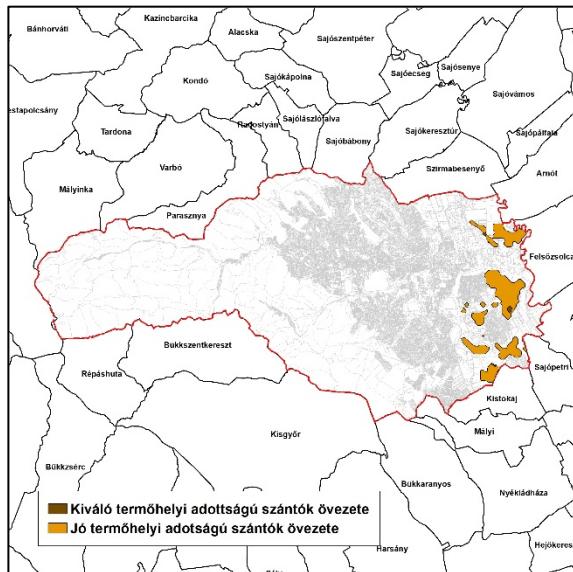 Bánhorváti
Kazincbarcika
Alacska
Sajószentpéter
Sajóecseg
Sajósenye
Kondó
Sajókápolna
Sajóvámos
Tardona
Radostyán
Sajólászlófalva
Sajókeresztúr
Sajópálfala
Sajóbábony
Varbó
Mályinka
Szirmabesenyő
Arnót
Parasznya
Felsőzsolca
Bükkszentkereszt
Répáshuta
Sajópetri
Kistokaj
Kisgyőr
Mályi
Bükkzsérc
Bükkaranyos
Nyékládháza
Kiváló termőhelyi adottságú szántók övezete
Jó termőhelyi adotságú szántók övezete
Harsány
Hejőkeres